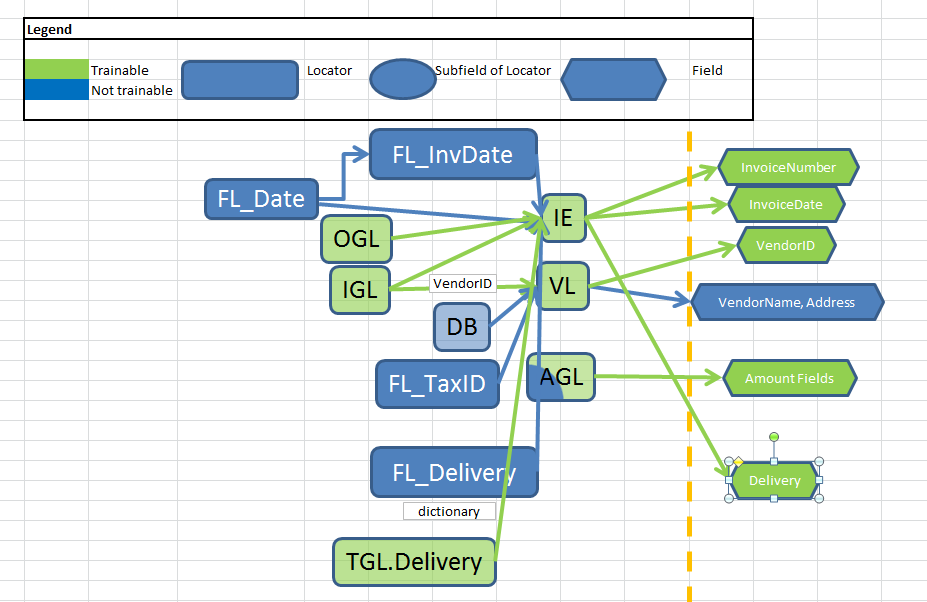 Legend
Trainable
Not trainable
Locator
Subfield of Locator
Field
FL_InvDate
FL_Date
OGL
IGL
VendorID
DB
FL_TaxID
FL_Delivery
dictionary
TGL.Delivery
IE
VL
AGL
InvoiceNumber
InvoiceDate
VendorID
VendorName, Address
Amount Fields
Delivery